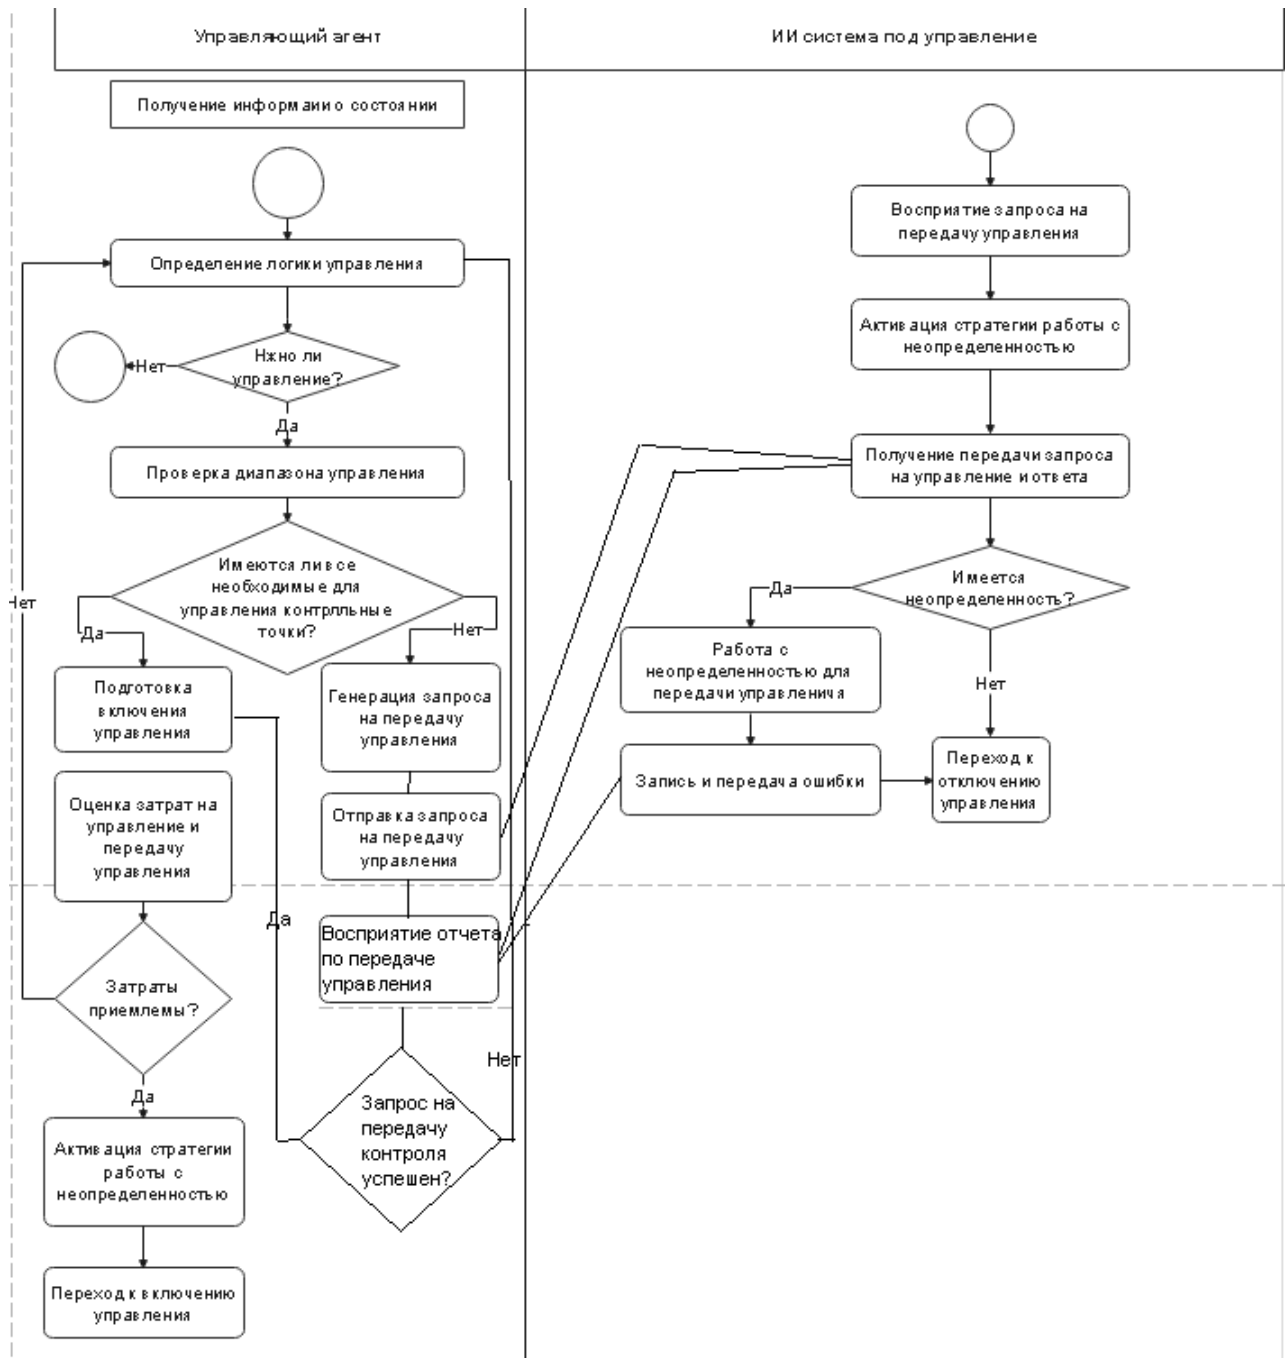 Управляющий агент
ИИ система под управление
Получение информаии о состоянии
Определение логики управления
Нет
Нжно ли
управление?
Да
Проверка диапазона управления
Имеются ли все
необходимые для
управления контрлльные
точки?
Нет
Да
Нет
Подготовка
включения
управления
Генерация запроса
на передачу
управления
Оценка затрат на
управление и
передачу
управления
Отправка запроса
на передачу
управления
Да
Восприятие отчета
по передаче
управления
Затраты
приемлемы?
Нет
Да
Запрос на
передачу
контроля
успешен?
Активация стратегии
работы с
неопределенностью
Переход к включению
управления
Восприятие запроса на
передачу управления
Активация стратегии работы с
неопределенностью
Получение передачи запроса
на управление и ответа
Имеется
неопределенность?
Да
Работа с
неопределенностью для
передачи управленичя
Нет
Запись и передача ошибки
Переход к
отключению
управления